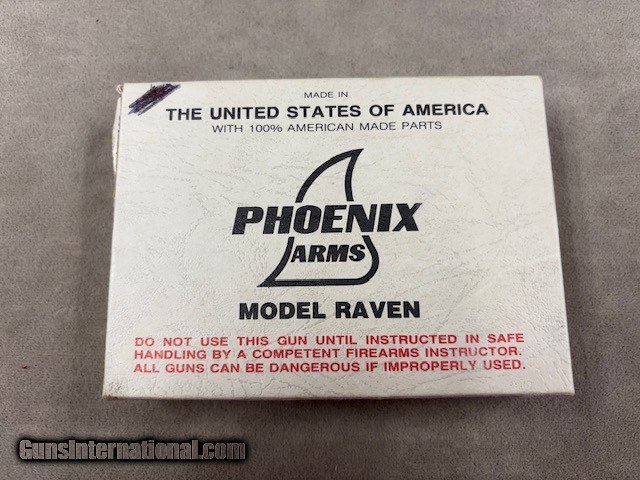 MADE IN
THE UNITED STATES OF AMERICA
WITH 100% AMERICAN MADE PARTS
PHOENIX
ARMS
MODEL RAVEN
DO NOT USE THIS GUN UNTIL INSTRUCTED IN SAFE
HANDLING BY A COMPETENT FIREARMS INSTRUCTOR.
ALL GUNS CAN BE DANGEROUS IF IMPROPERLY USED.
GunsInternational.com